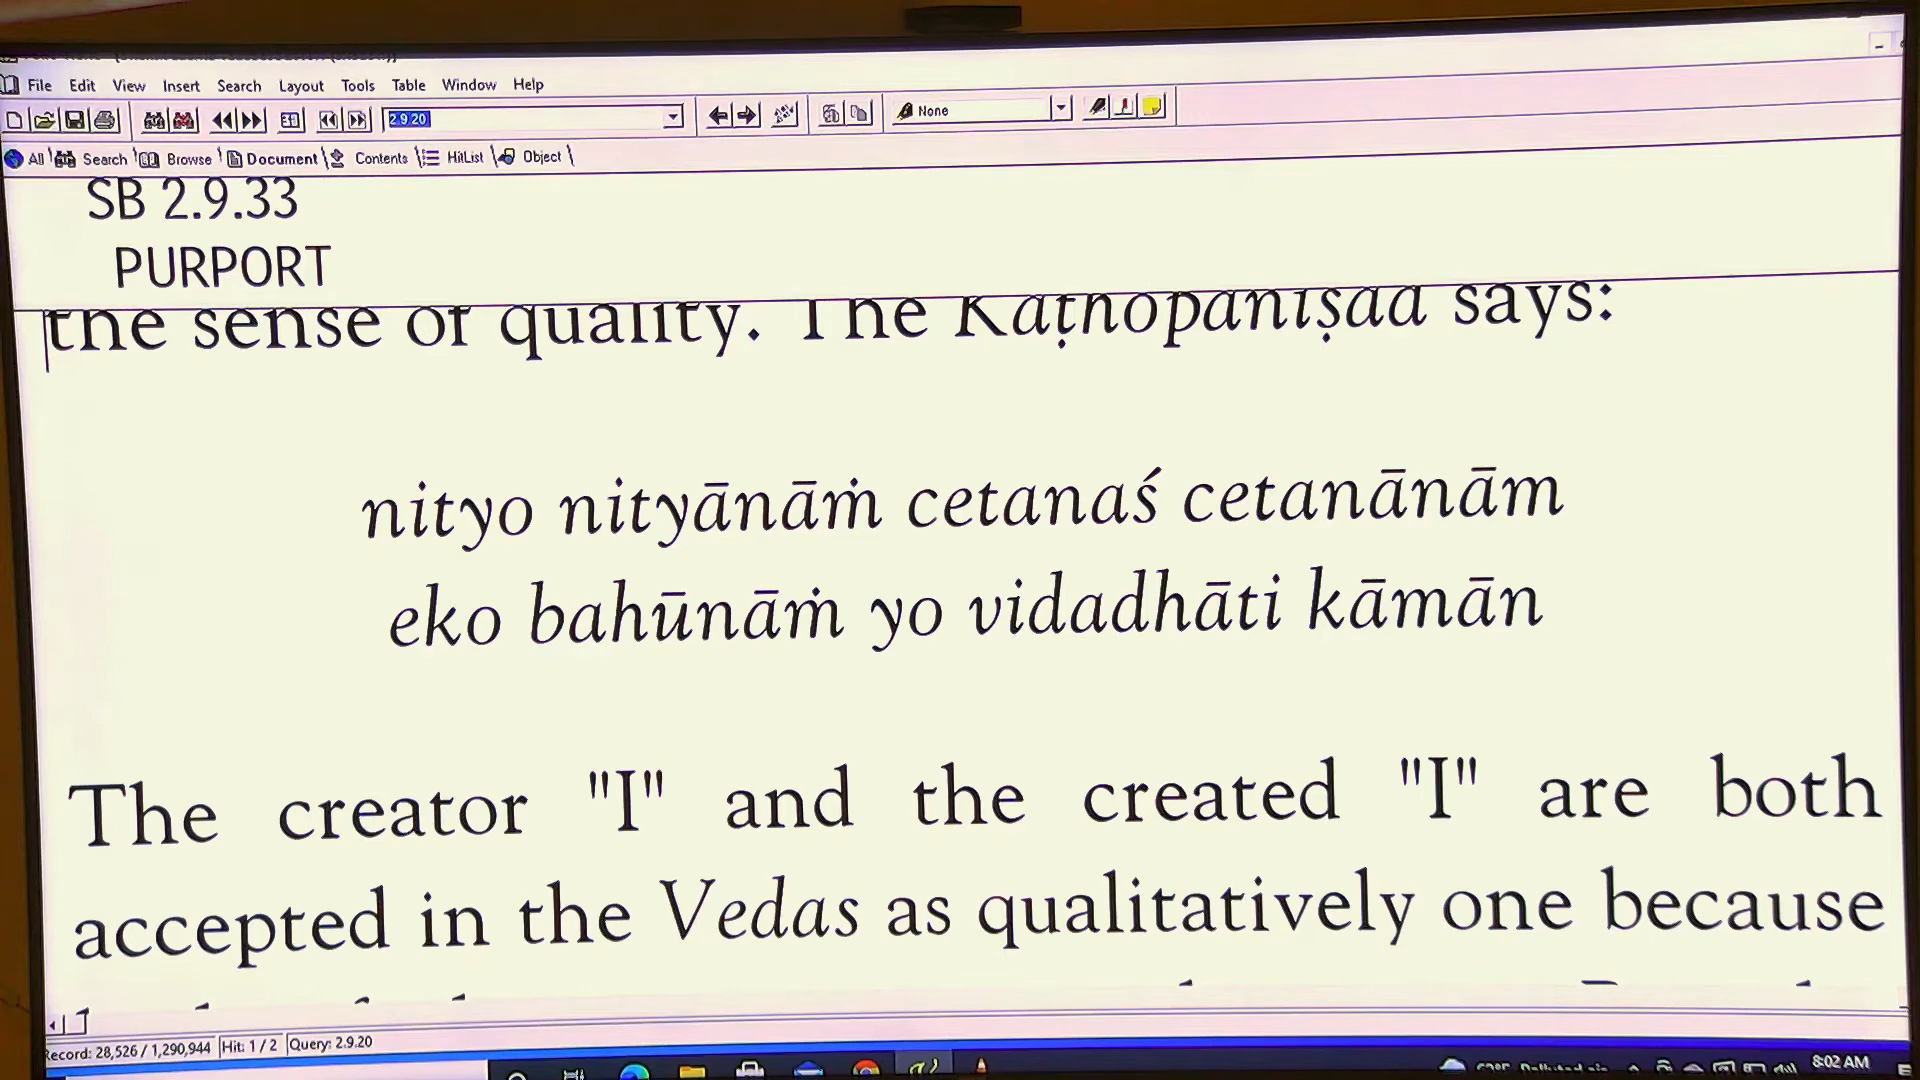 File Edit View Insert Search Layout Tools Table Window Help
2.9.20
None
All Search Browse Document Contents HitList Object
SB 2.9.33
PURPORT
the sense of quality. The Kaṭhopaniṣad says:
nityo nityānāṁ cetanaś cetanānām
eko bahūnāṁ yo vidadhāti kāmān
The creator "I" and the created "I" are both
accepted in the Vedas as qualitatively one because
Record: 28,526 / 1,290,944 Hit: 1 / 2 Query: 2.9.20
8:02 AM